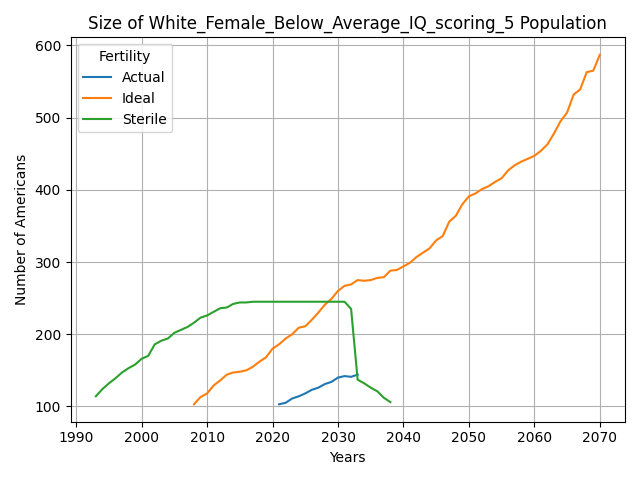 Size of White_Female_Below_Average_IQ_scoring_5 Population
Fertility
Actual
Ideal
Sterile
Number of Americans
600
500
400
300
200
100
1990 2000 2010 2020 2030 2040 2050 2060 2070
Years